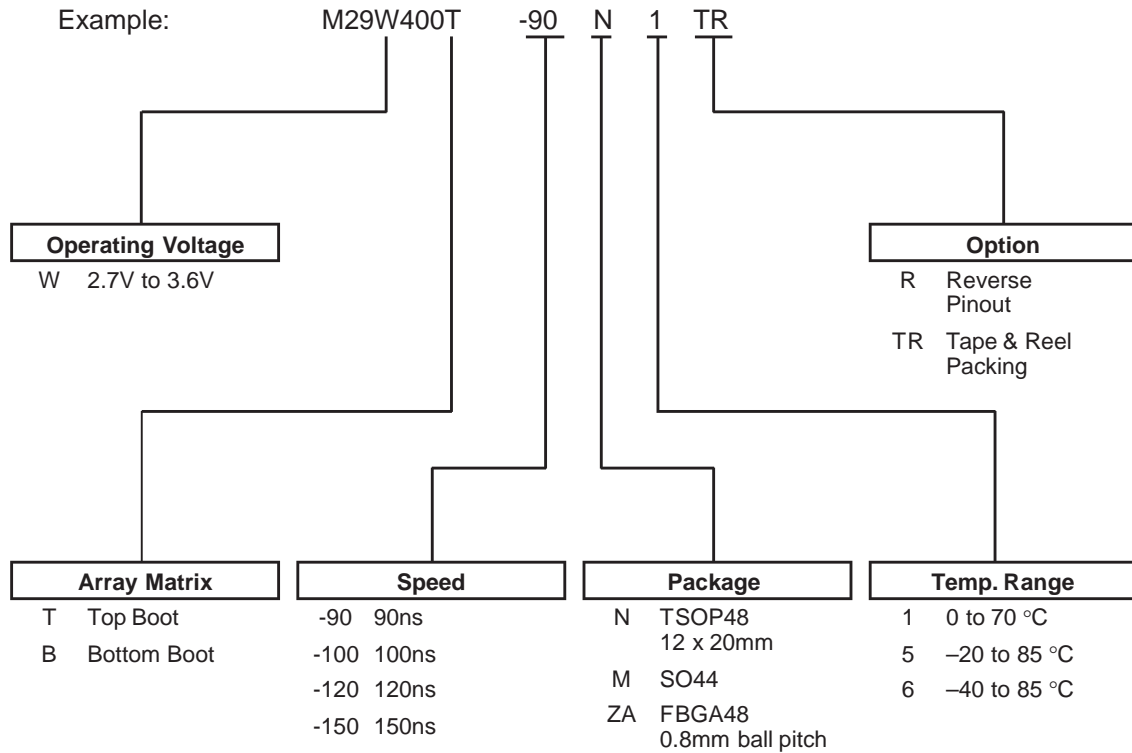 Example: M29W400T -90 N 1 TR
Operating Voltage
W 2.7V to 3.6V
Option
R Reverse
Pinout
TR Tape & Reel
Packing
Array Matrix
T Top Boot
B Bottom Boot
Speed
-90 90ns
-100 100ns
-120 120ns
-150 150ns
Package
N TSOP48
12 x 20mm
M SO44
ZA FBGA48
0.8mm ball pitch
Temp. Range
1 0 to 70 °C
5 –20 to 85 °C
6 –40 to 85 °C